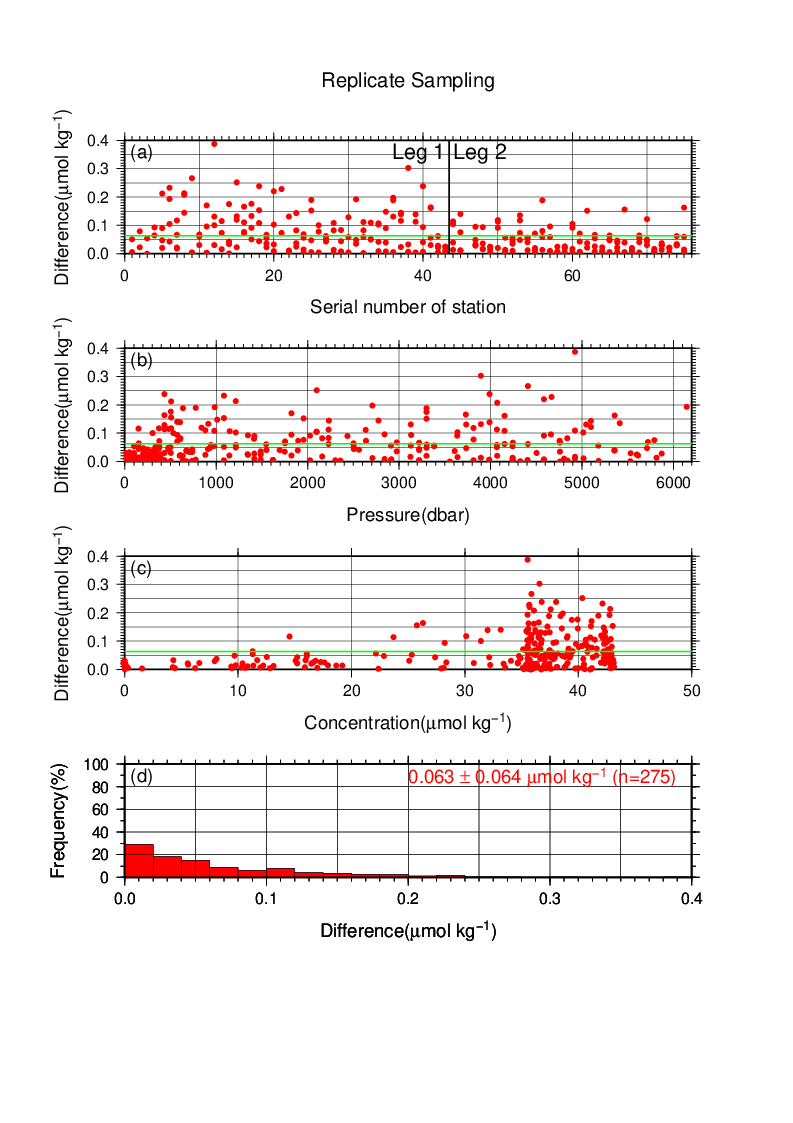 Replicate Sampling
Difference(μmol kg⁻¹)
0.4
0.3
0.2
0.1
0.0
(a)
Leg 1 Leg 2
0 20 40 60
Serial number of station
Difference(μmol kg⁻¹)
0.4
0.3
0.2
0.1
0.0
(b)
0 1000 2000 3000 4000 5000 6000
Pressure(dbar)
Difference(μmol kg⁻¹)
0.4
0.3
0.2
0.1
0.0
(c)
0 10 20 30 40 50
Concentration(μmol kg⁻¹)
Frequency(%)
100
80
60
40
20
0
(d)
0.063 ± 0.064 μmol kg⁻¹ (n=275)
0.0 0.1 0.2 0.3 0.4
Difference(μmol kg⁻¹)